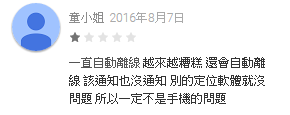 童小姐 2016年8月7日
一直自動離線 越來越糟糕 還會自動離
線 該通知也沒通知 別的定位軟體就沒
問題 所以一定不是手機的問題